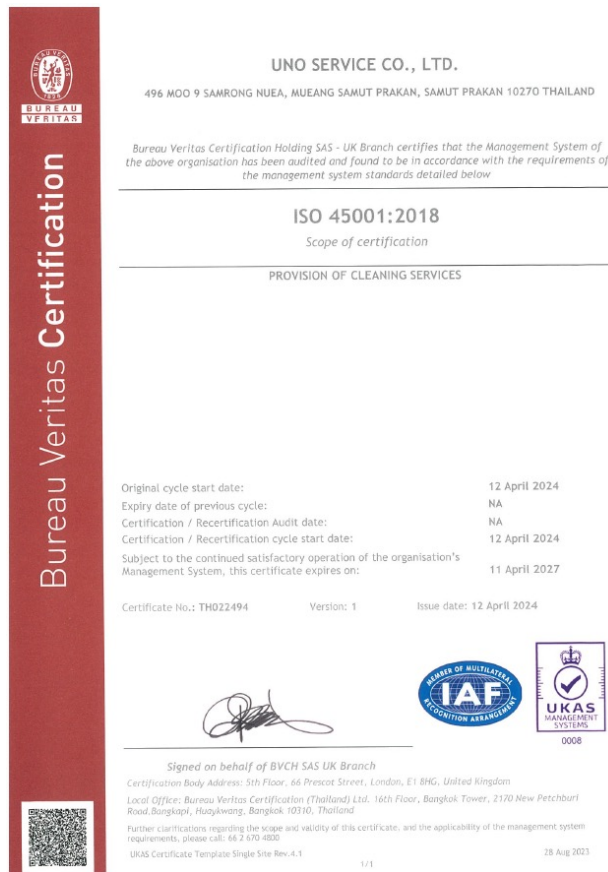 BUREAU VERITAS
1828
BUREAU
VERITAS
Bureau Veritas Certification
UNO SERVICE CO., LTD.
496 MOO 9 SAMRONG NUEA, MUEANG SAMUT PRAKAN, SAMUT PRAKAN 10270 THAILAND
Bureau Veritas Certification Holding SAS - UK Branch certifies that the Management System of
the above organisation has been audited and found to be in accordance with the requirements of
the management system standards detailed below
ISO 45001:2018
Scope of certification
PROVISION OF CLEANING SERVICES
Original cycle start date: 12 April 2024
Expiry date of previous cycle: NA
Certification / Recertification Audit date: NA
Certification / Recertification cycle start date: 12 April 2024
Subject to the continued satisfactory operation of the organisation's
Management System, this certificate expires on: 11 April 2027
Certificate No.: TH022494 Version: 1 Issue date: 12 April 2024
MEMBER OF MULTILATERAL
IAF
RECOGNITION ARRANGEMENT
UKAS
MANAGEMENT
SYSTEMS
0008
Signed on behalf of BVCH SAS UK Branch
Certification Body Address: 5th Floor, 66 Prescot Street, London, E1 8HG, United Kingdom
Local Office: Bureau Veritas Certification (Thailand) Ltd. 16th Floor, Bangkok Tower, 2170 New Petchburi
Road.Bangkapi, Huaykwang, Bangkok 10310, Thailand
Further clarifications regarding the scope and validity of this certificate, and the applicability of the management system
requirements, please call: 66 2 670 4800
UKAS Certificate Template Single Site Rev.4.1 28 Aug 2023
1/1